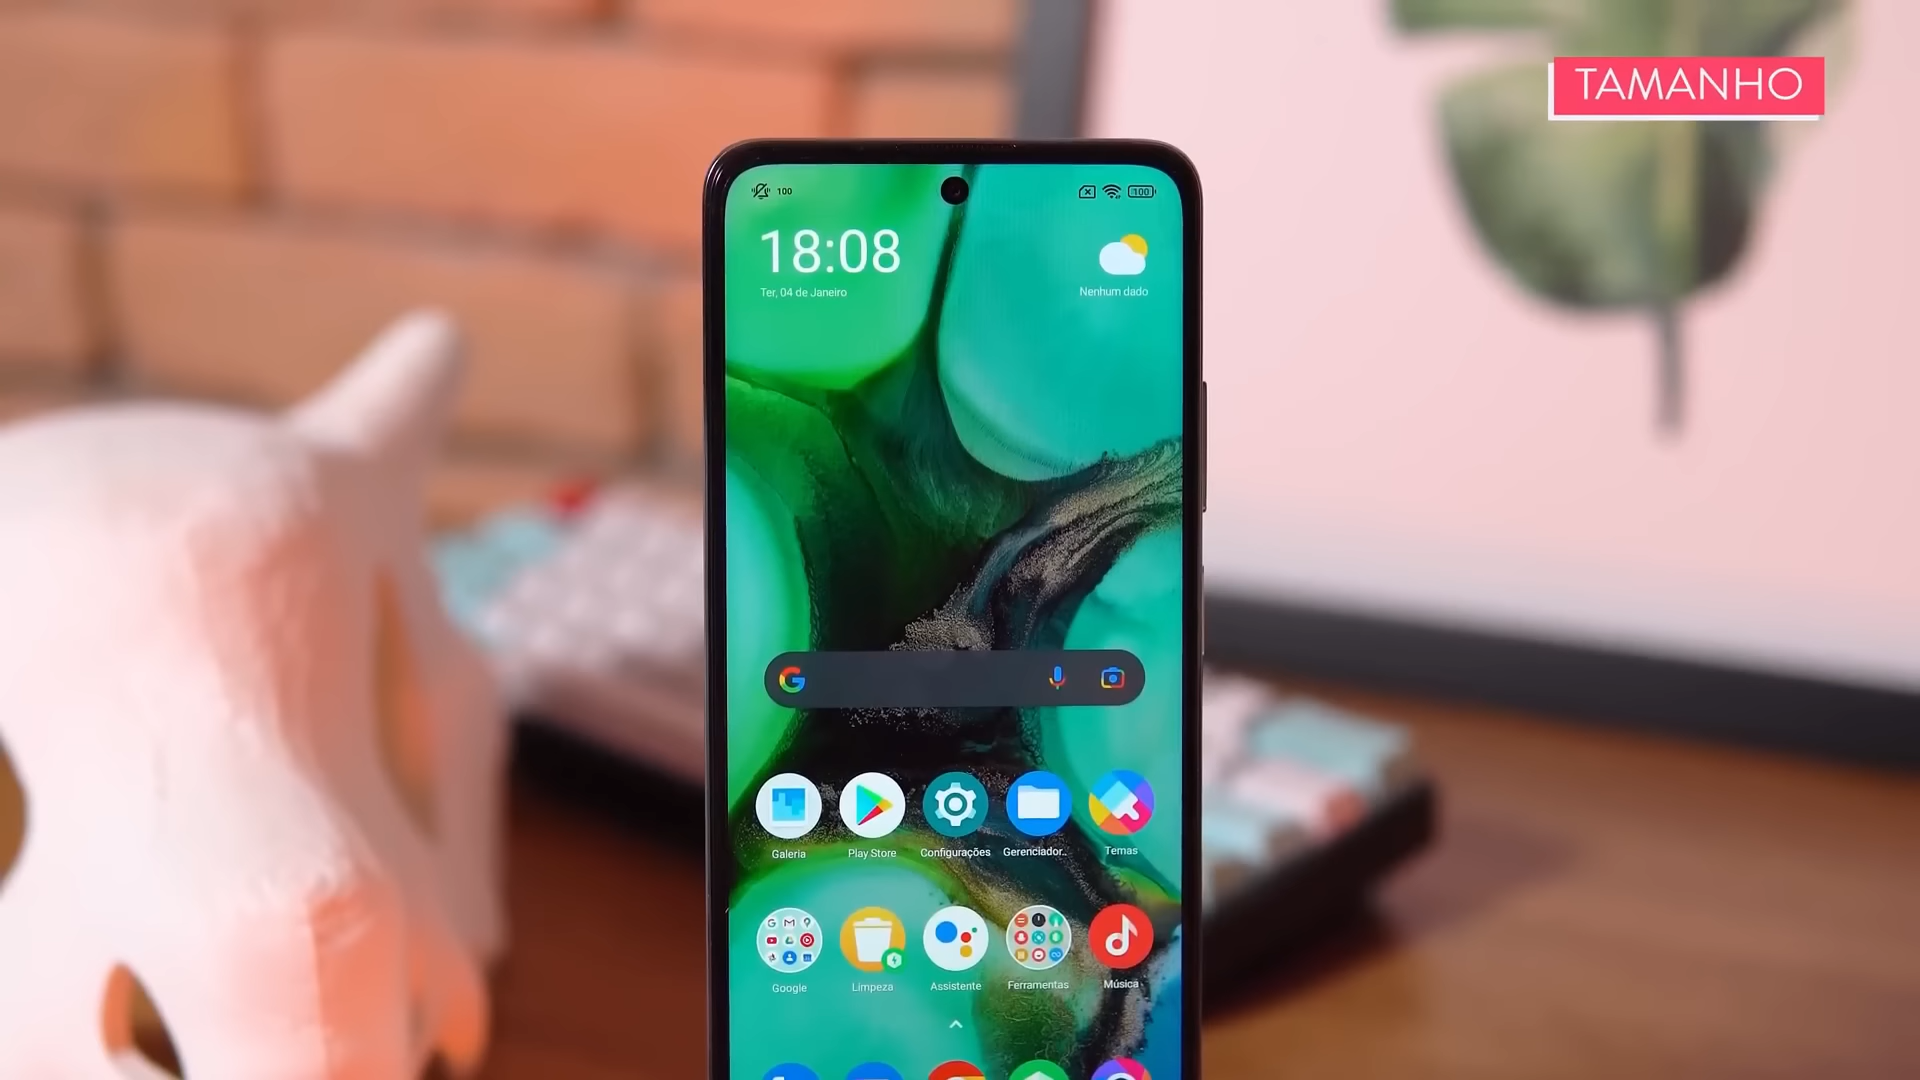 TAMANHO
100
100
18:08
Ter, 04 de Janeiro
Nenhum dado
Galeria
Play Store
Configurações
Gerenciador..
Temas
Google
Limpeza
Assistente
Ferramentas
Música